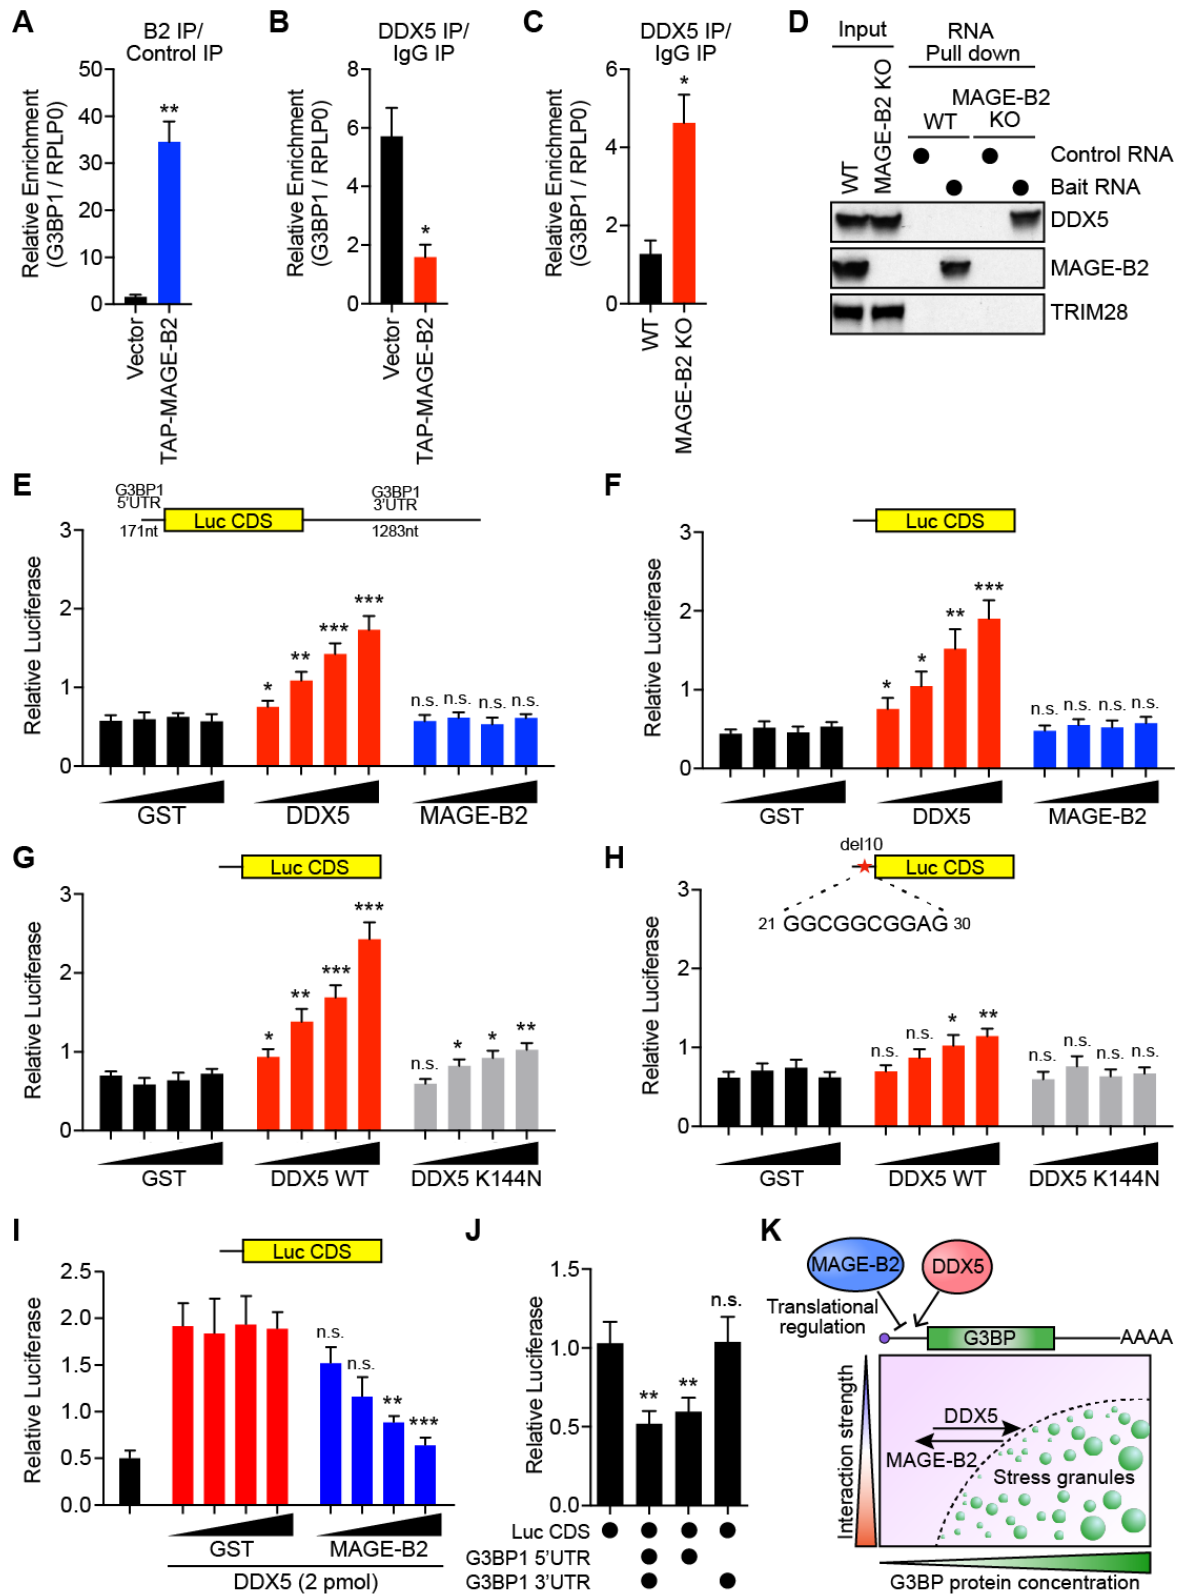 A
B2 IP/
Control IP
Relative Enrichment
(G3BP1 / RPLP0)
50
40
30
20
10
0
**
Vector
TAP-MAGE-B2
B
DDX5 IP/
IgG IP
Relative Enrichment
(G3BP1 / RPLP0)
8
6
4
2
0
*
Vector
TAP-MAGE-B2
C
DDX5 IP/
IgG IP
Relative Enrichment
(G3BP1 / RPLP0)
6
4
2
0
*
WT
MAGE-B2 KO
D
Input
RNA
Pull down
WT
MAGE-B2 KO
WT
MAGE-B2
KO
Control RNA
Bait RNA
DDX5
MAGE-B2
TRIM28
E
G3BP1
5'UTR
171nt
Luc CDS
G3BP1
3'UTR
1283nt
Relative Luciferase
3
2
1
0
* ** *** ***
n.s. n.s. n.s. n.s.
GST DDX5 MAGE-B2
F
Luc CDS
Relative Luciferase
3
2
1
0
* * ** ***
n.s. n.s. n.s. n.s.
GST DDX5 MAGE-B2
G
Luc CDS
Relative Luciferase
3
2
1
0
* ** *** ***
n.s. * * **
GST DDX5 WT DDX5 K144N
H
del10
Luc CDS
21 GGCGGCGGAG 30
Relative Luciferase
3
2
1
0
n.s. n.s. * **
n.s. n.s. n.s. n.s.
GST DDX5 WT DDX5 K144N
I
Luc CDS
Relative Luciferase
2.5
2.0
1.5
1.0
0.5
0.0
n.s. n.s. ** ***
GST MAGE-B2
DDX5 (2 pmol)
J
Relative Luciferase
1.5
1.0
0.5
0.0
** ** n.s.
Luc CDS
G3BP1 5'UTR
G3BP1 3'UTR
K
MAGE-B2
DDX5
Translational
regulation
G3BP
AAAA
Interaction strength
DDX5
MAGE-B2
Stress granules
G3BP protein concentration